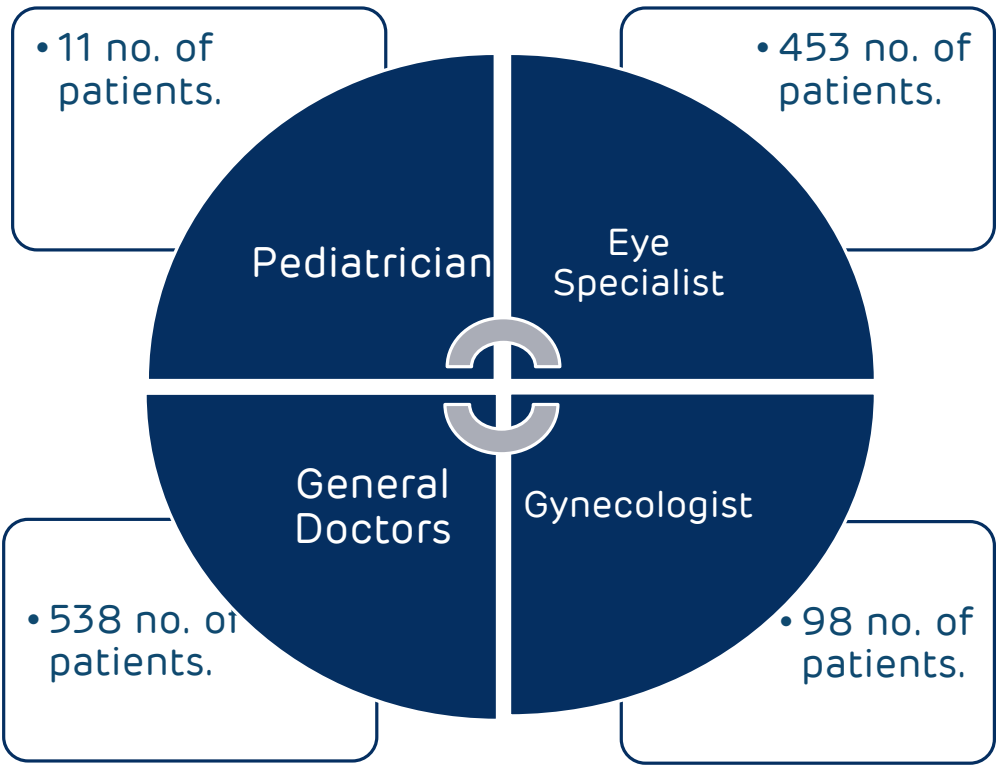 • 11 no. of
patients.
• 453 no. of
patients.
Pediatrician
Eye
Specialist
General
Doctors
Gynecologist
• 538 no. of
patients.
• 98 no. of
patients.